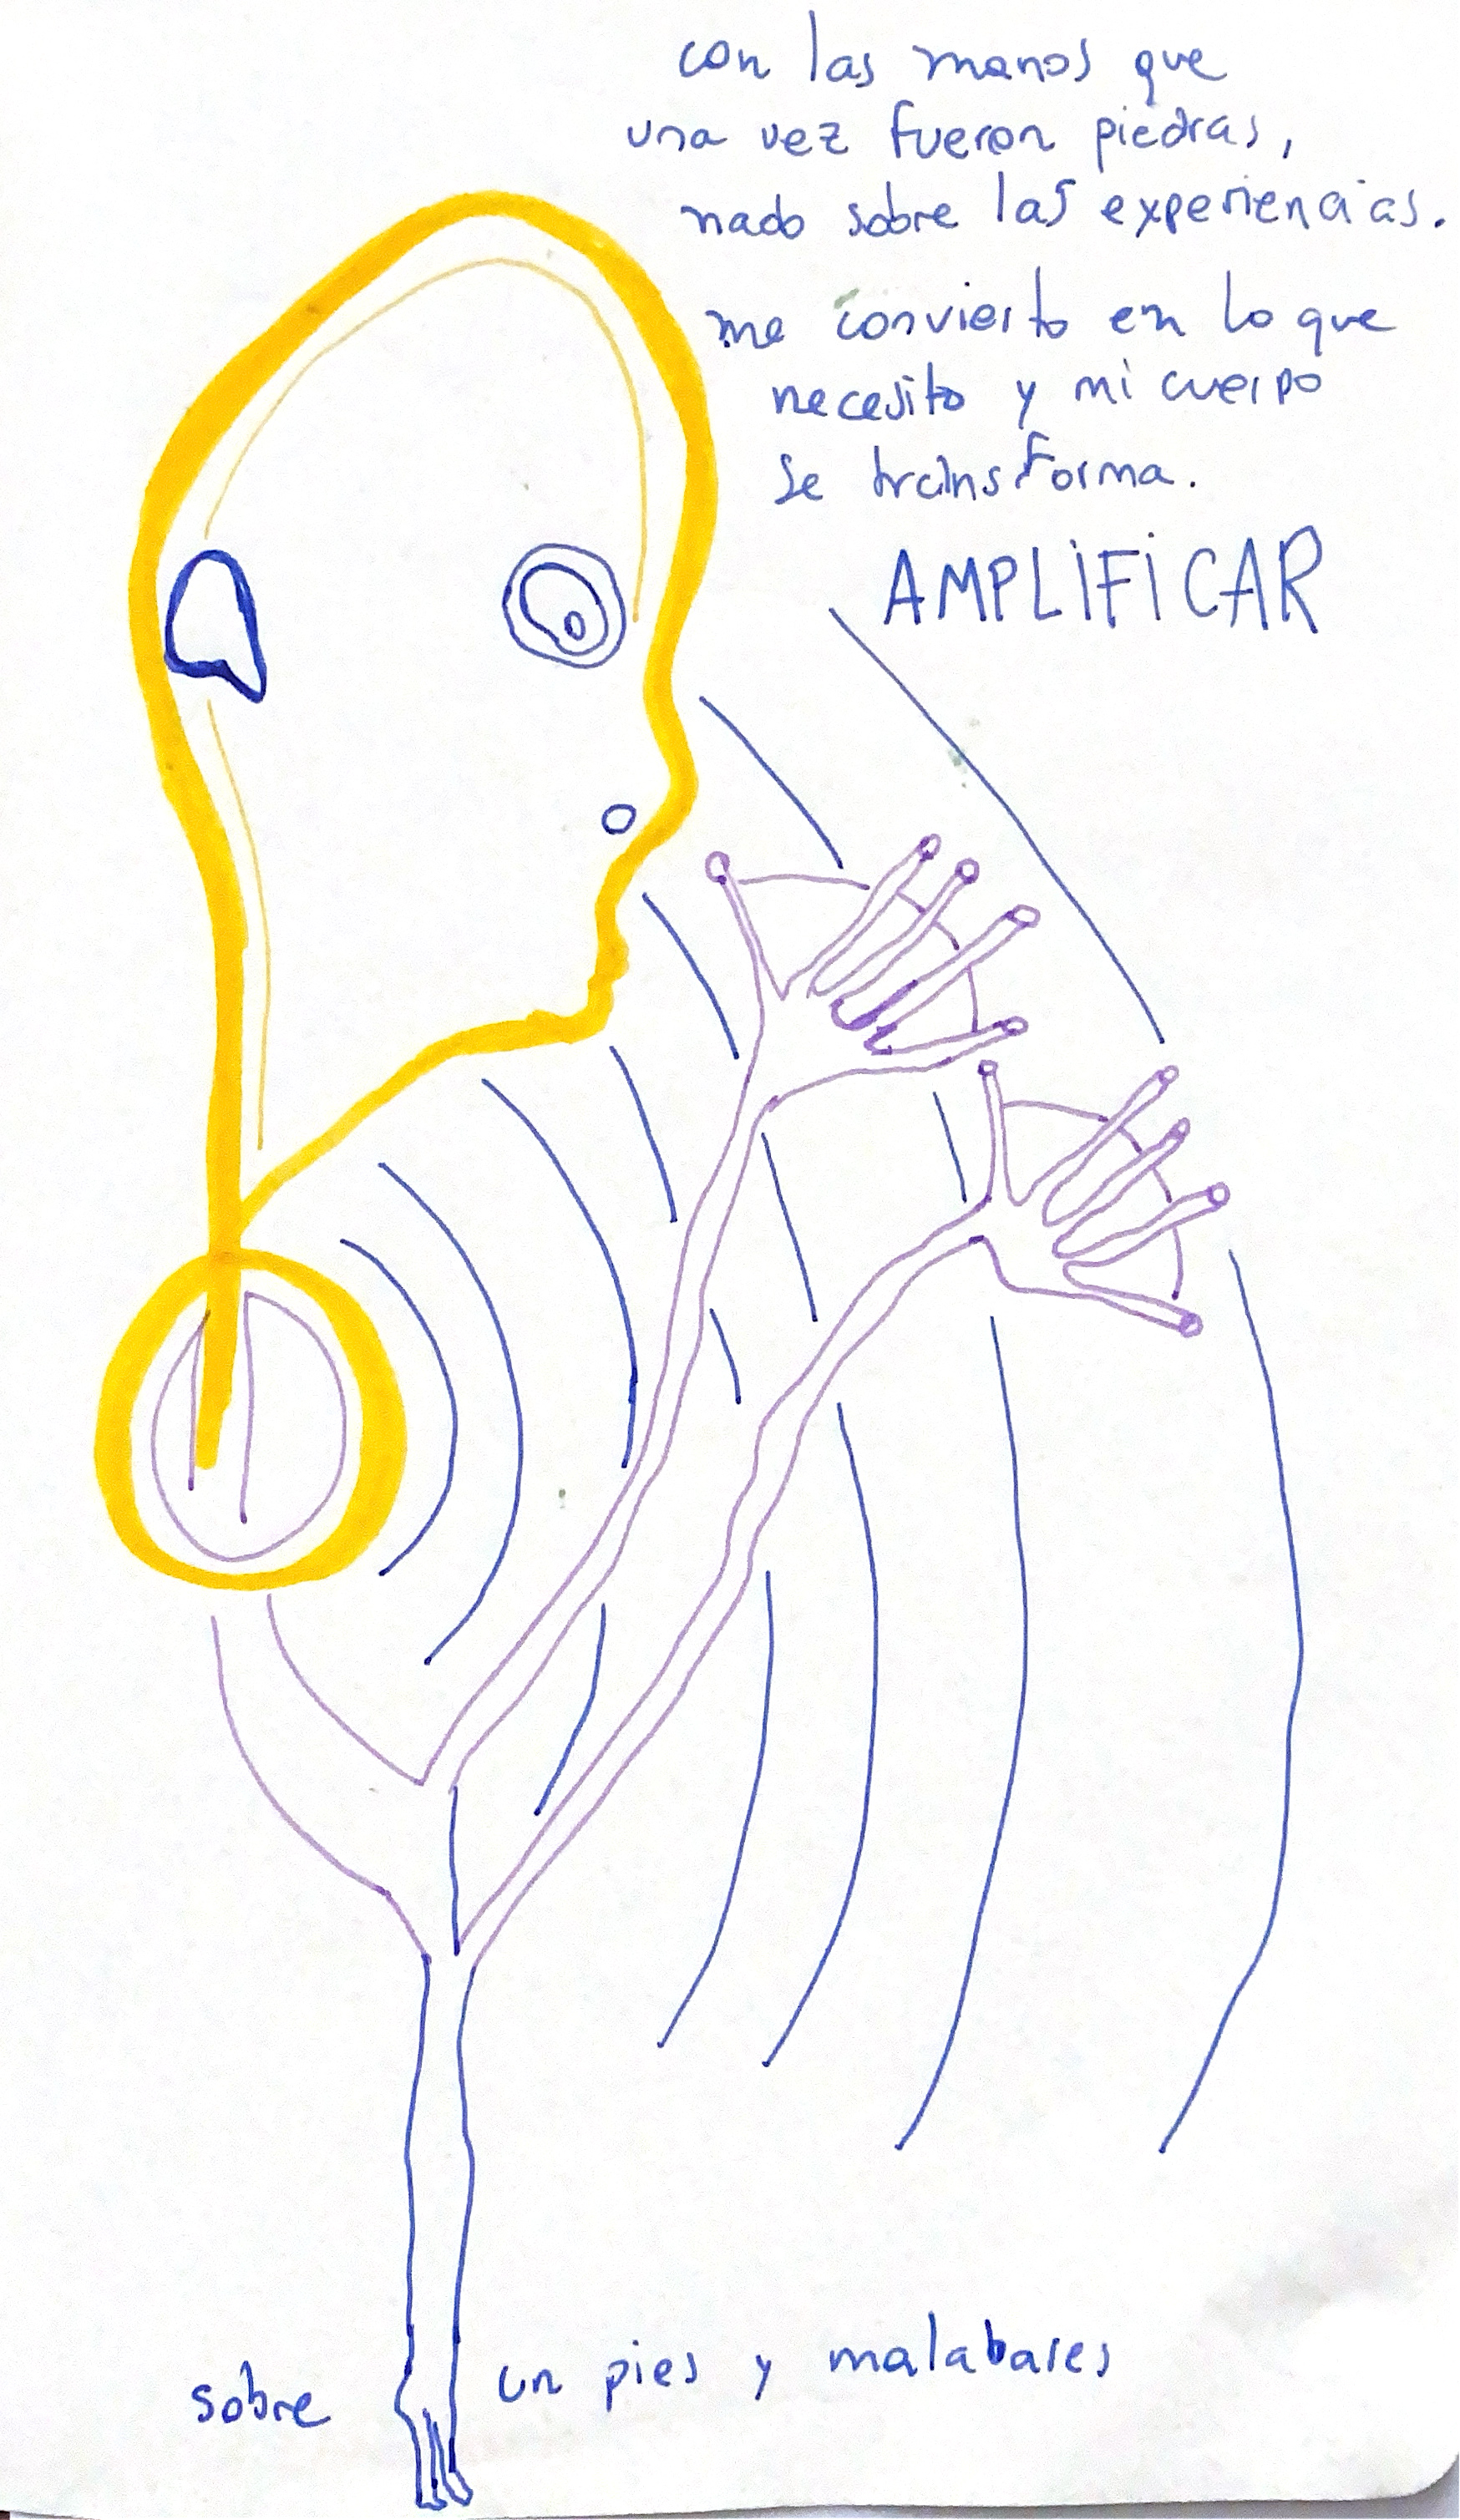 con las manos que
una vez fueron piedras,
nado sobre las experiencias.
me convierto en lo que
necesito y mi cuerpo
se transforma.
AMPLIFICAR
sobre un pies y malabares